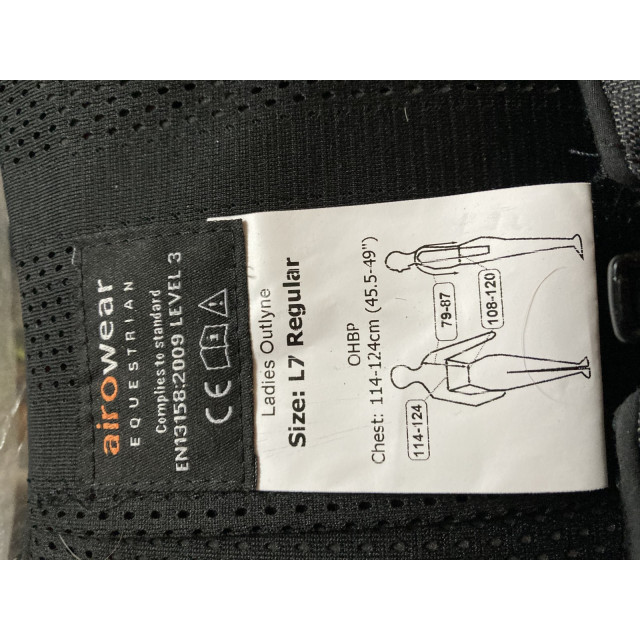 airowear
EQUESTRIAN
Complies to standard
EN13158:2009 LEVEL 3
CE
Ladies Outlyne
Size: L7 Regular
OHBP
Chest: 114-124cm (45.5-49")
114-124
79-87
108-120